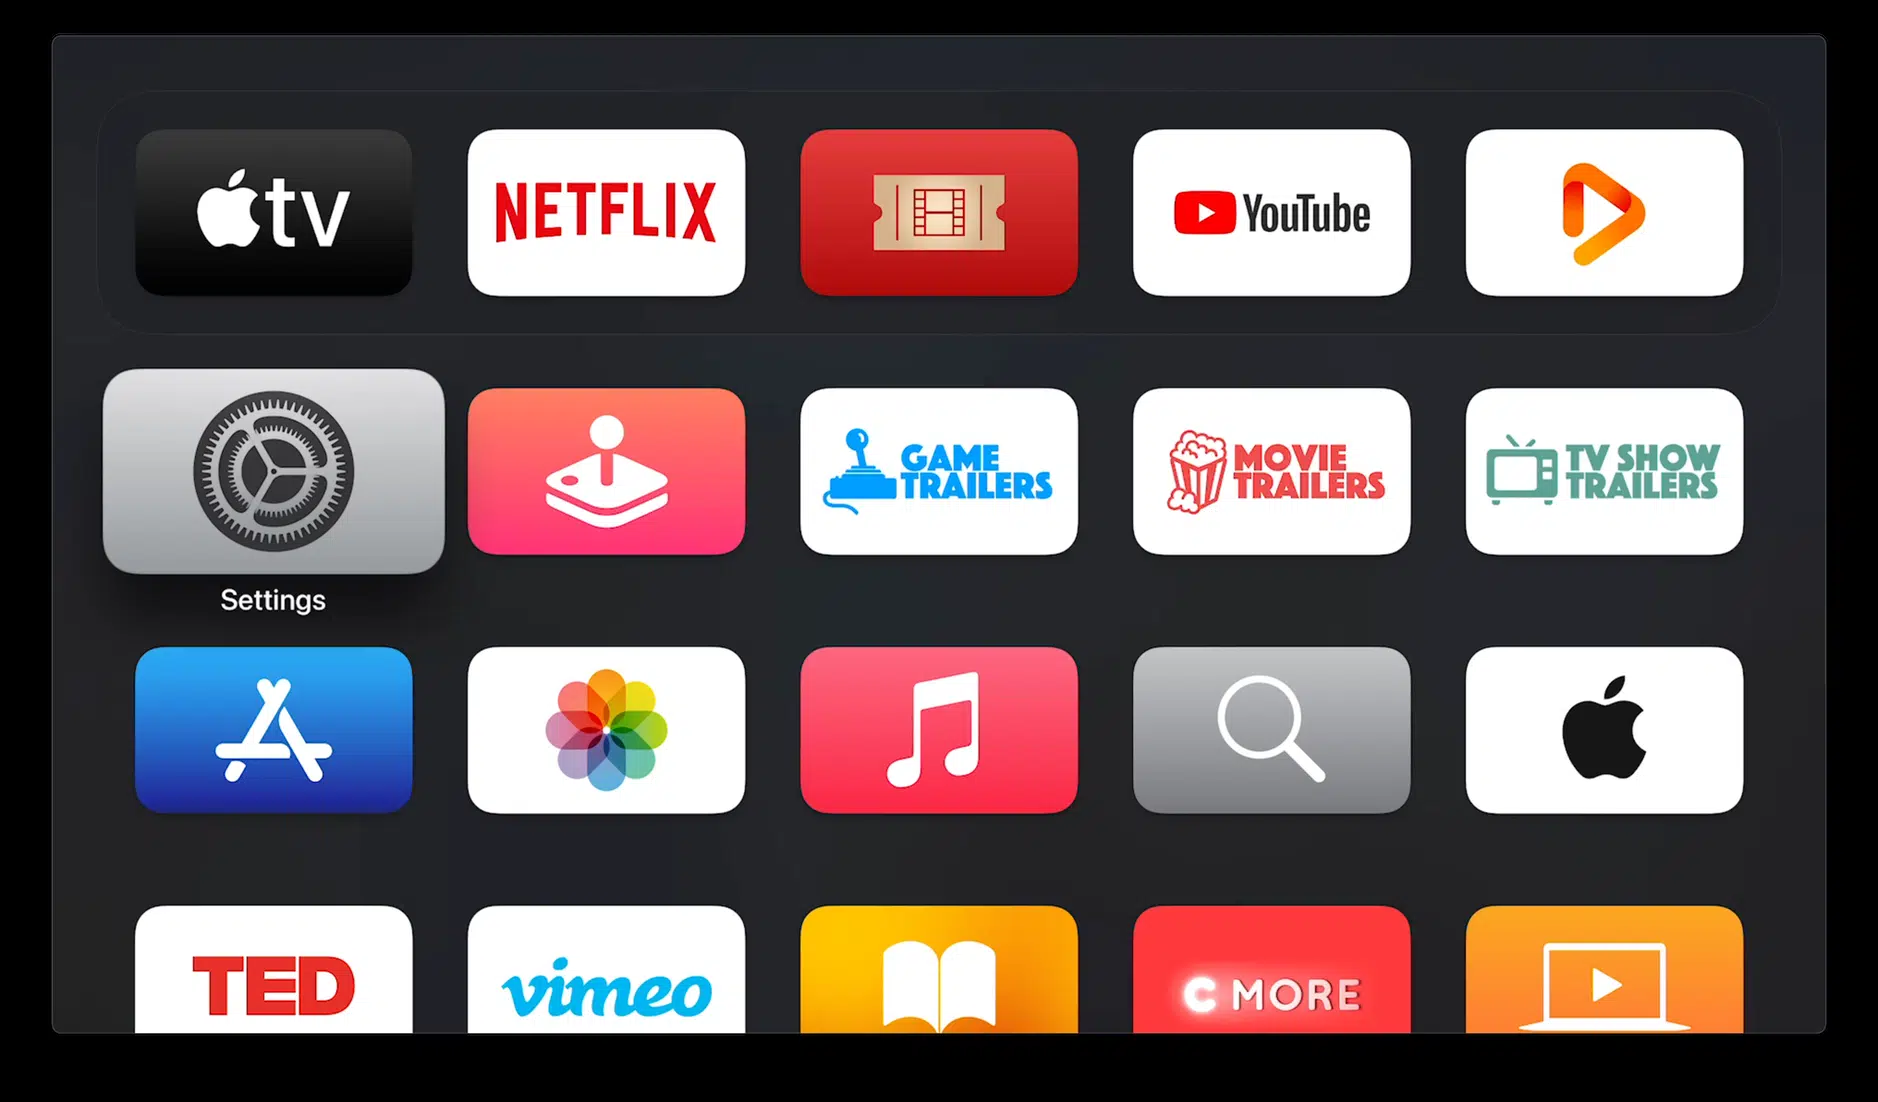 tv
NETFLIX
YouTube
Settings
GAME
TRAILERS
MOVIE
TRAILERS
TV SHOW
TRAILERS
TED
vimeo
C MORE